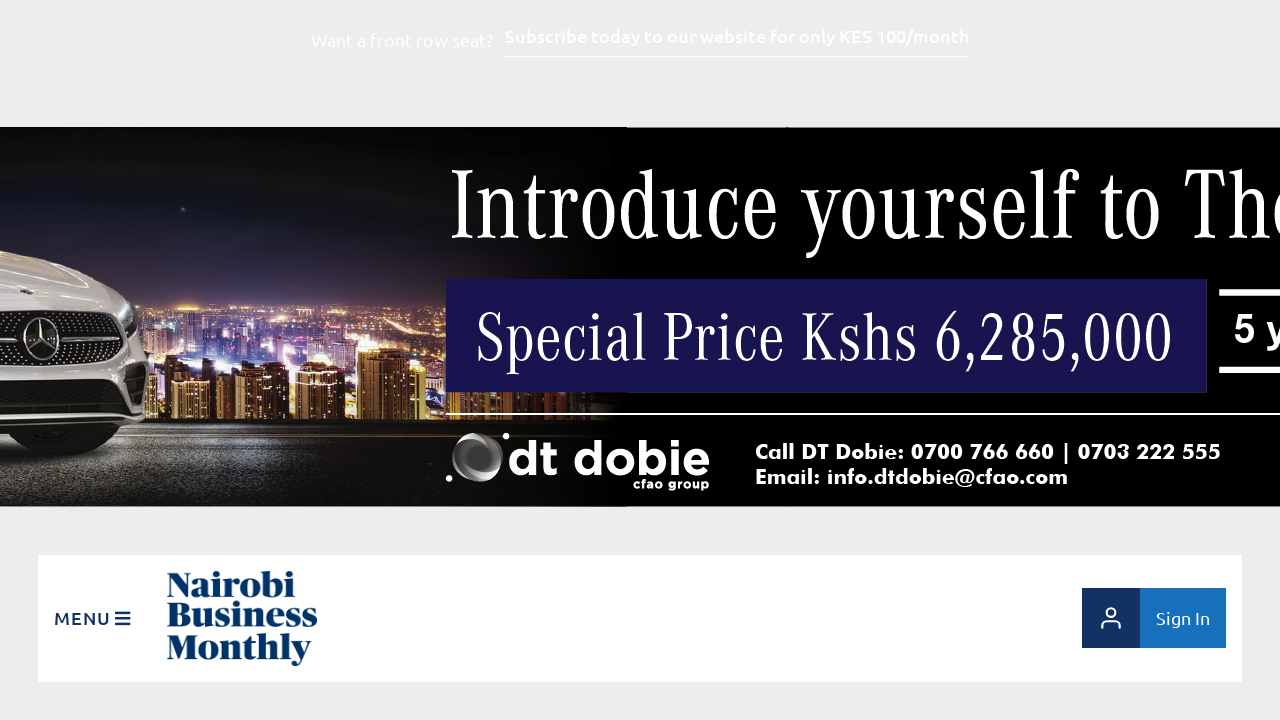 Want a front row seat? Subscribe today to our website for only KES 100/month
Introduce yourself to The
Special Price Kshs 6,285,000
5 y
dt dobie
cfao group
Call DT Dobie: 0700 766 660 | 0703 222 555
Email: info.dtdobie@cfao.com
MENU
Nairobi
Business
Monthly
Sign In